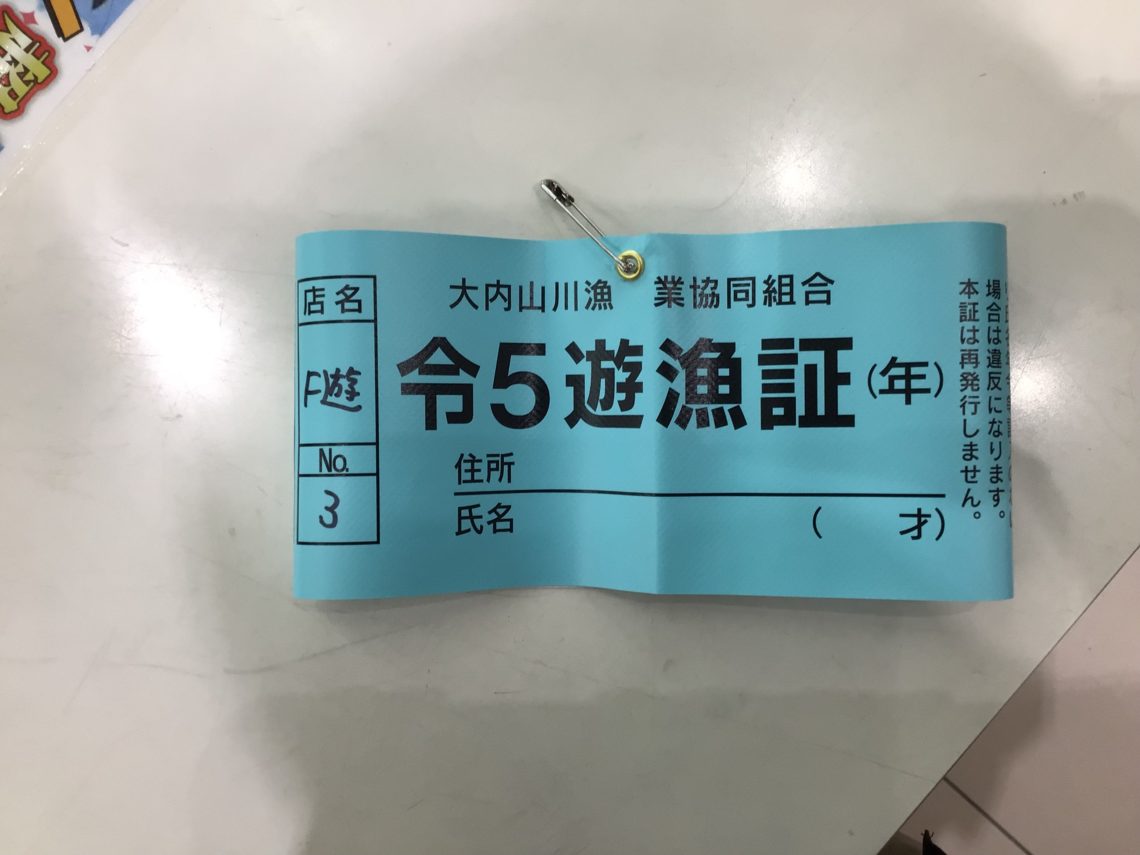 大内山川漁 業協同組合
令5遊漁証(年)
住所
氏名 ( 才)
店名
F遊
No.
3
場合は違反になります。
本証は再発行しません。